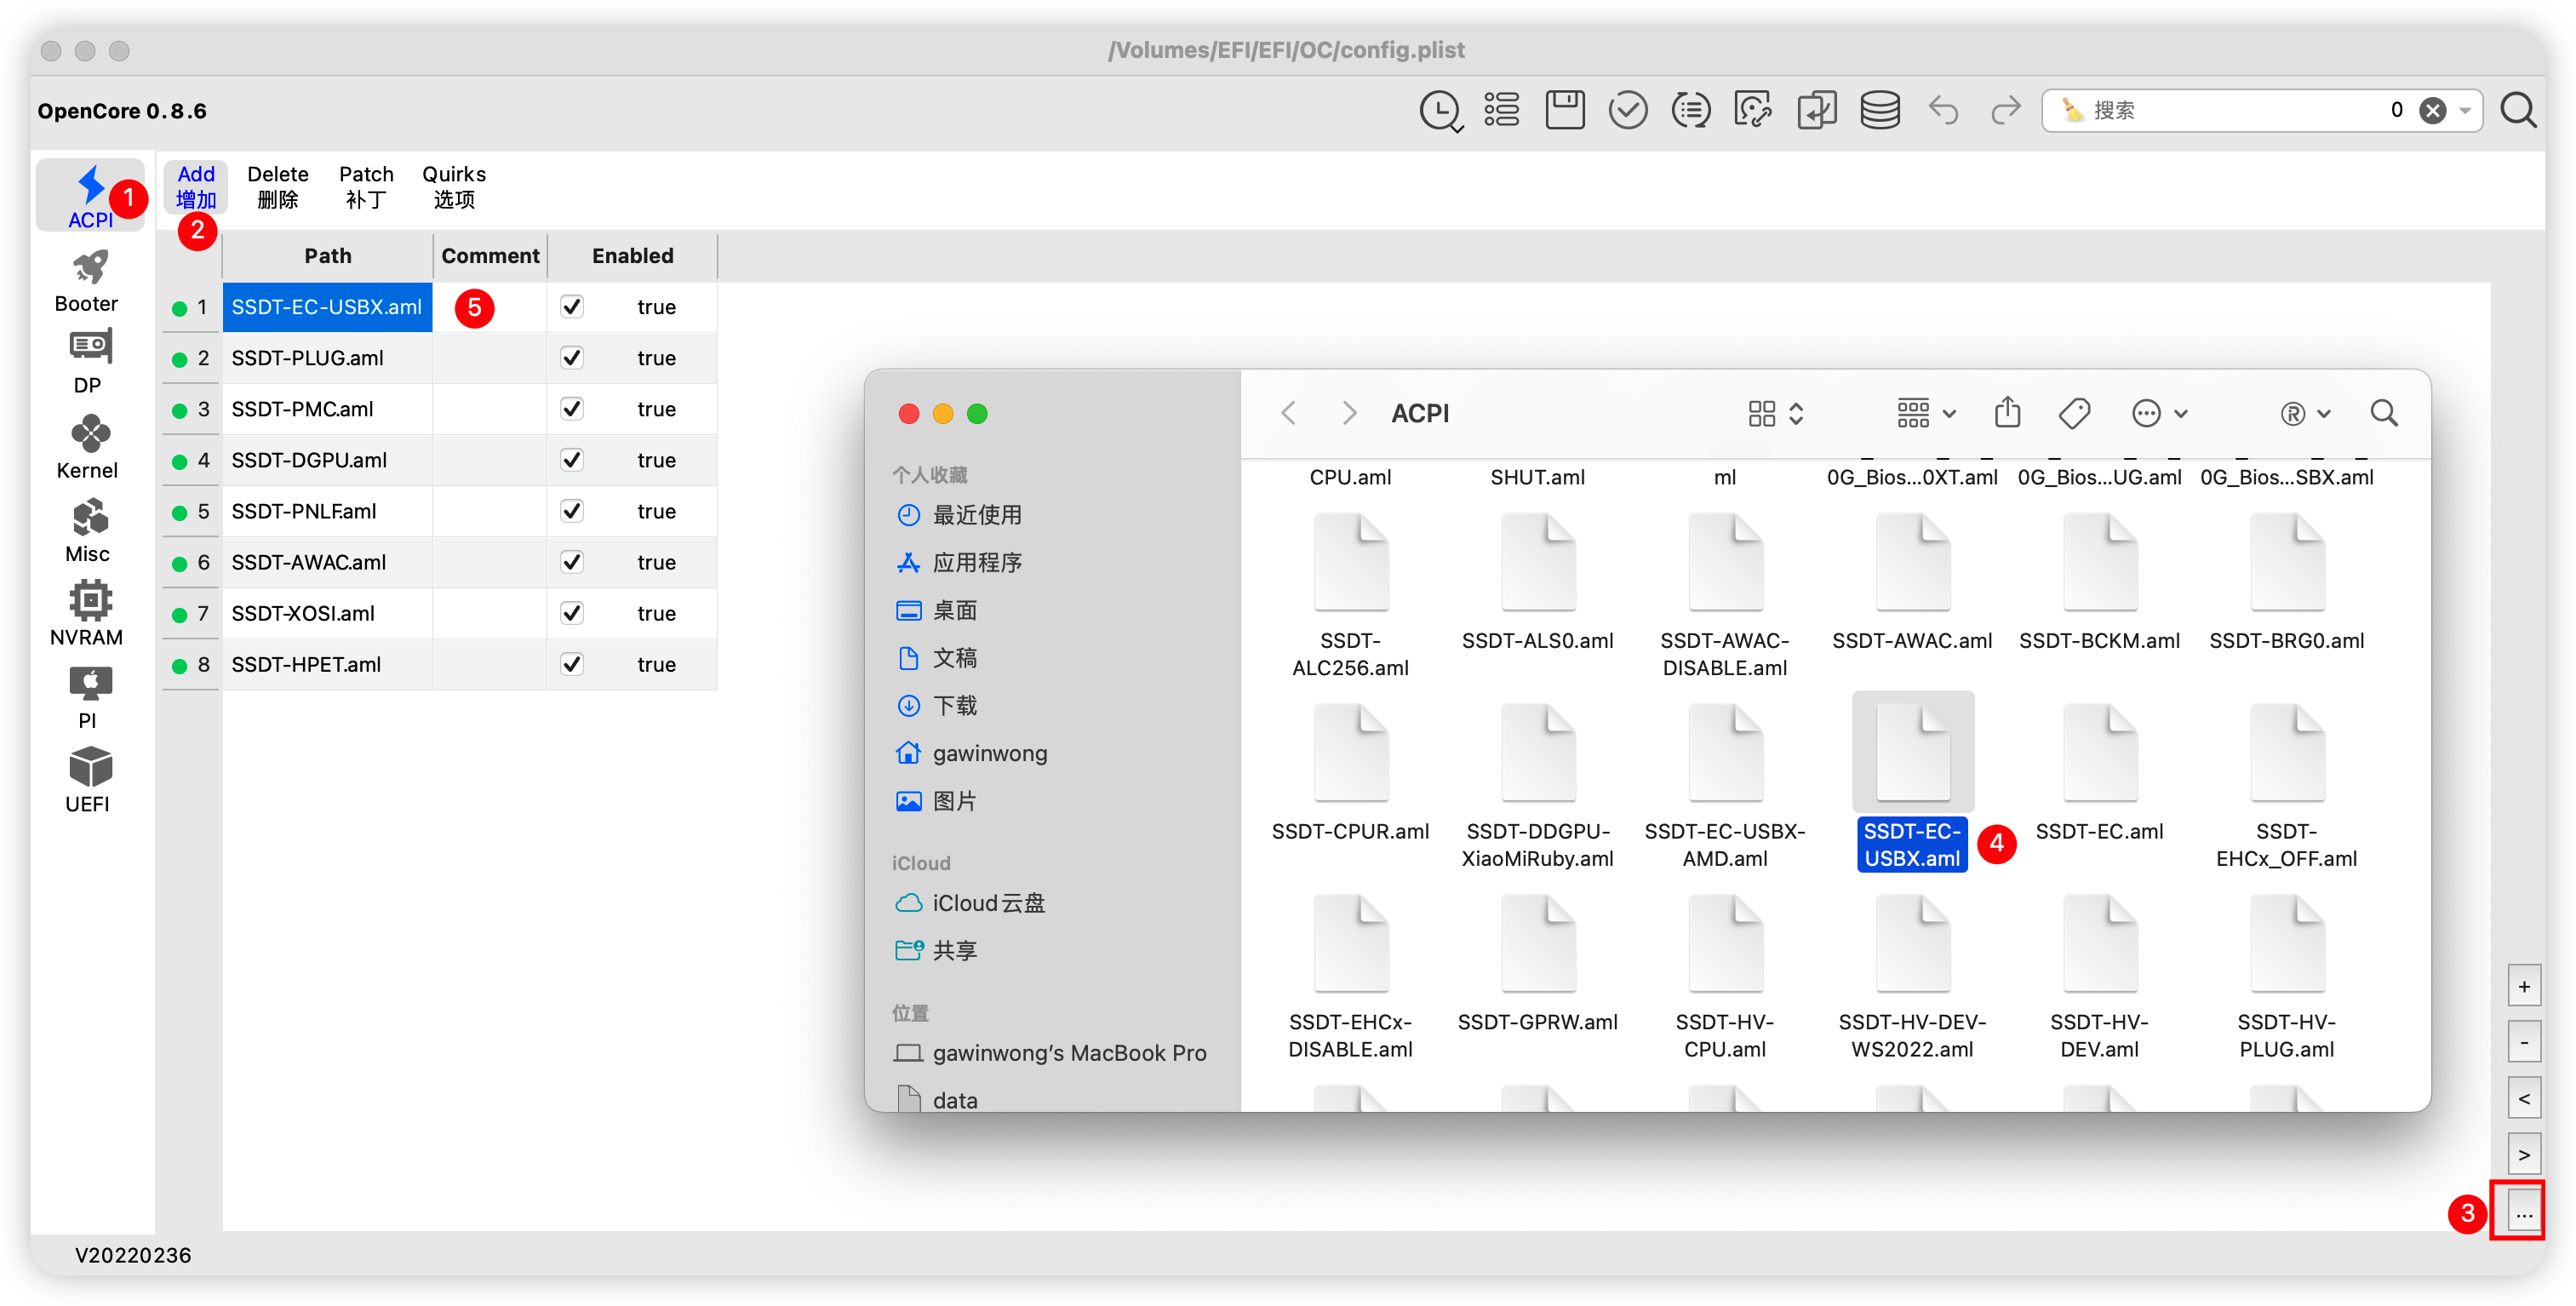 /Volumes/EFI/EFI/OC/config.plist
OpenCore 0.8.6
搜索
0
ACPI
1
Booter
DP
Kernel
Misc
NVRAM
PI
UEFI
Add
增加
2
Delete
删除
Patch
补丁
Quirks
选项
Path Comment Enabled
1 SSDT-EC-USBX.aml 5 true
2 SSDT-PLUG.aml true
3 SSDT-PMC.aml true
4 SSDT-DGPU.aml true
5 SSDT-PNLF.aml true
6 SSDT-AWAC.aml true
7 SSDT-XOSI.aml true
8 SSDT-HPET.aml true
个人收藏
最近使用
应用程序
桌面
文稿
下载
gawinwong
图片
iCloud
iCloud云盘
共享
位置
gawinwong's MacBook Pro
data
ACPI
CPU.aml
SHUT.aml
ml
0G_Bios...0XT.aml
0G_Bios...UG.aml
0G_Bios...SBX.aml
SSDT-
ALC256.aml
SSDT-ALS0.aml
SSDT-AWAC-
DISABLE.aml
SSDT-AWAC.aml
SSDT-BCKM.aml
SSDT-BRG0.aml
SSDT-CPUR.aml
SSDT-DDGPU-
XiaoMiRuby.aml
SSDT-EC-USBX-
AMD.aml
SSDT-EC-
USBX.aml
4
SSDT-EC.aml
SSDT-
EHCx_OFF.aml
SSDT-EHCx-
DISABLE.aml
SSDT-GPRW.aml
SSDT-HV-
CPU.aml
SSDT-HV-DEV-
WS2022.aml
SSDT-HV-
DEV.aml
SSDT-HV-
PLUG.aml
+
-
<
>
3
...
V20220236